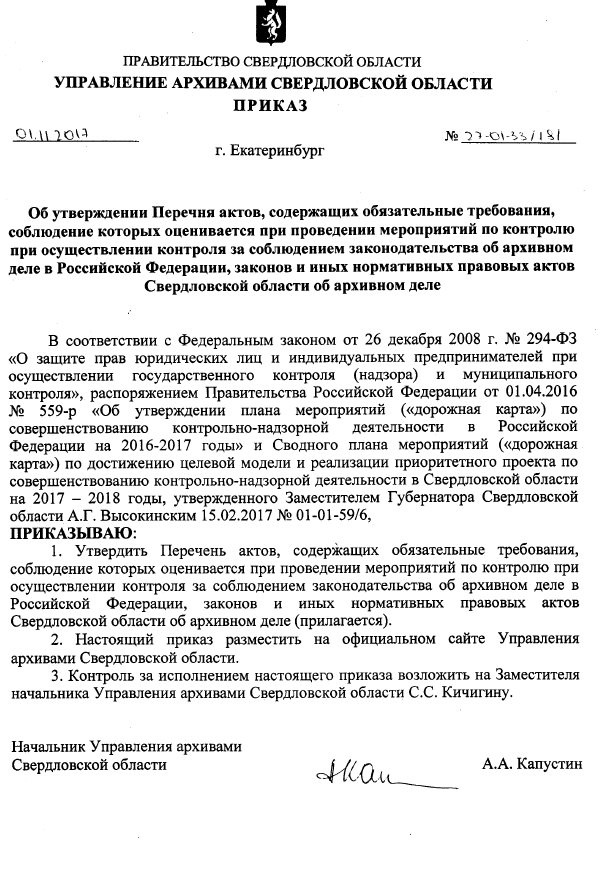 ПРАВИТЕЛЬСТВО СВЕРДЛОВСКОЙ ОБЛАСТИ
УПРАВЛЕНИЕ АРХИВАМИ СВЕРДЛОВСКОЙ ОБЛАСТИ
ПРИКАЗ
01.11.2017
№ 27-01-33/181
г. Екатеринбург
Об утверждении Перечня актов, содержащих обязательные требования,
соблюдение которых оценивается при проведении мероприятий по контролю
при осуществлении контроля за соблюдением законодательства об архивном
деле в Российской Федерации, законов и иных нормативных правовых актов
Свердловской области об архивном деле
В соответствии с Федеральным законом от 26 декабря 2008 г. № 294-ФЗ
«О защите прав юридических лиц и индивидуальных предпринимателей при
осуществлении государственного контроля (надзора) и муниципального
контроля», распоряжением Правительства Российской Федерации от 01.04.2016
№ 559-р «Об утверждении плана мероприятий («дорожная карта») по
совершенствованию контрольно-надзорной деятельности в Российской
Федерации на 2016-2017 годы» и Сводного плана мероприятий («дорожная
карта») по достижению целевой модели и реализации приоритетного проекта по
совершенствованию контрольно-надзорной деятельности в Свердловской области
на 2017 – 2018 годы, утвержденного Заместителем Губернатора Свердловской
области А.Г. Высокинским 15.02.2017 № 01-01-59/6,
ПРИКАЗЫВАЮ:
1. Утвердить Перечень актов, содержащих обязательные требования,
соблюдение которых оценивается при проведении мероприятий по контролю при
осуществлении контроля за соблюдением законодательства об архивном деле в
Российской Федерации, законов и иных нормативных правовых актов
Свердловской области об архивном деле (прилагается).
2. Настоящий приказ разместить на официальном сайте Управления
архивами Свердловской области.
3. Контроль за исполнением настоящего приказа возложить на Заместителя
начальника Управления архивами Свердловской области С.С. Кичигину.
Начальник Управления архивами
Свердловской области
А.А. Капустин